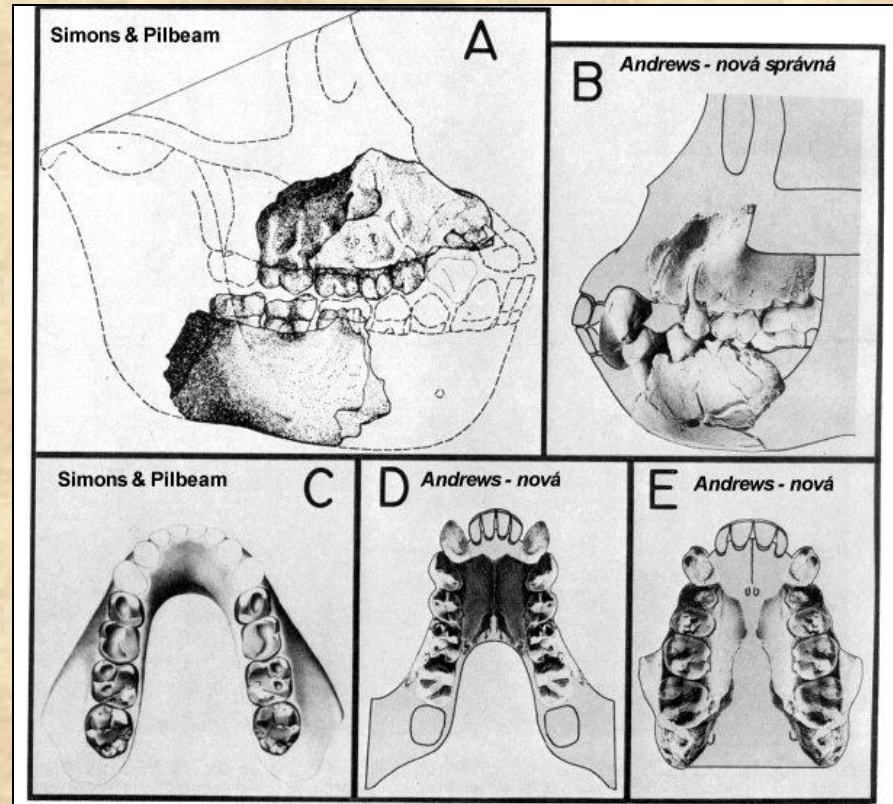 Simons & Pilbeam
A
B
Andrews - nová správná
Simons & Pilbeam
C
D
Andrews - nová
E
Andrews - nová